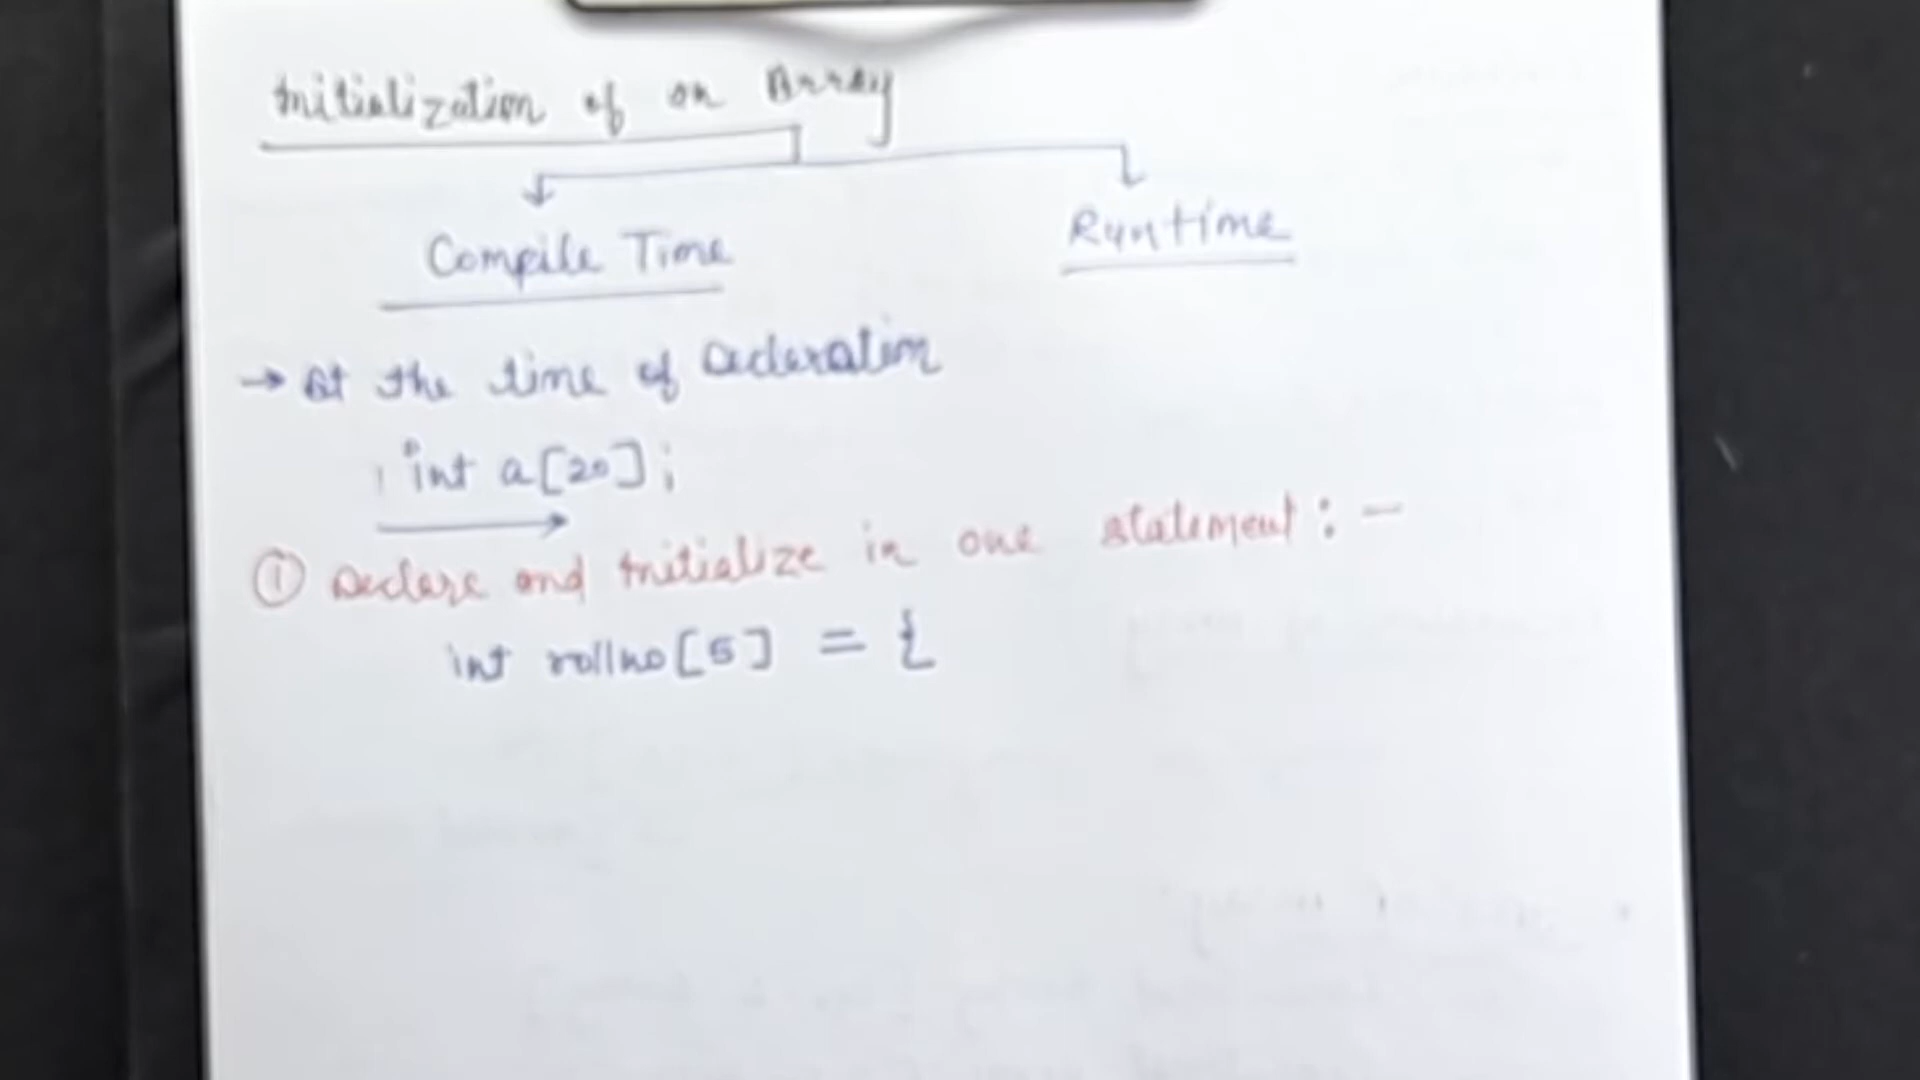 Initialization of an Array
Compile Time
Runtime
→ At the time of Declaration
int a[20];
① Declare and Initialize in one statement : -
int rollno[5] = {